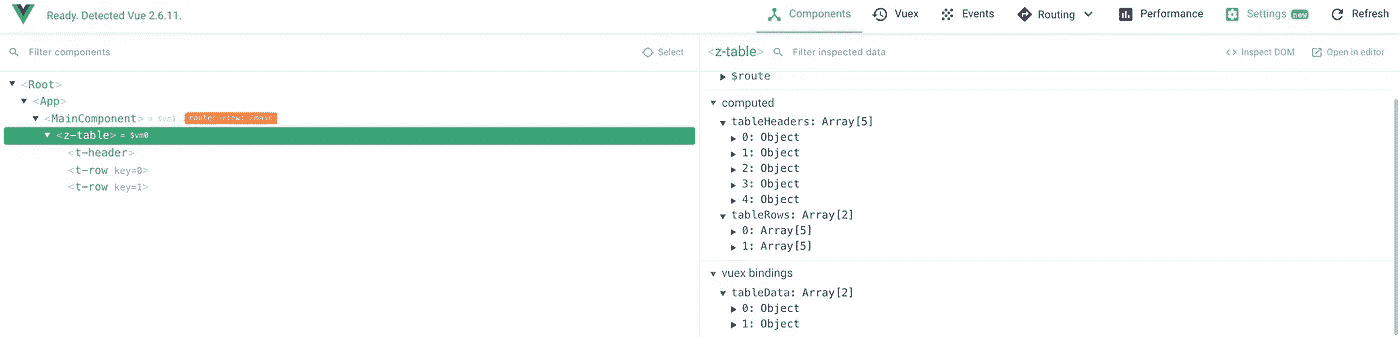 Ready. Detected Vue 2.6.11.
Components
Vuex
Events
Routing
Performance
Settings new
Refresh
Filter components
Select
<Root>
<App>
<MainComponent> = $vm1 router-view: /main
<z-table> = $vm0
<t-header>
<t-row key=0>
<t-row key=1>
<z-table> Filter inspected data
Inspect DOM
Open in editor
$route
computed
tableHeaders: Array[5]
0: Object
1: Object
2: Object
3: Object
4: Object
tableRows: Array[2]
0: Array[5]
1: Array[5]
vuex bindings
tableData: Array[2]
0: Object
1: Object